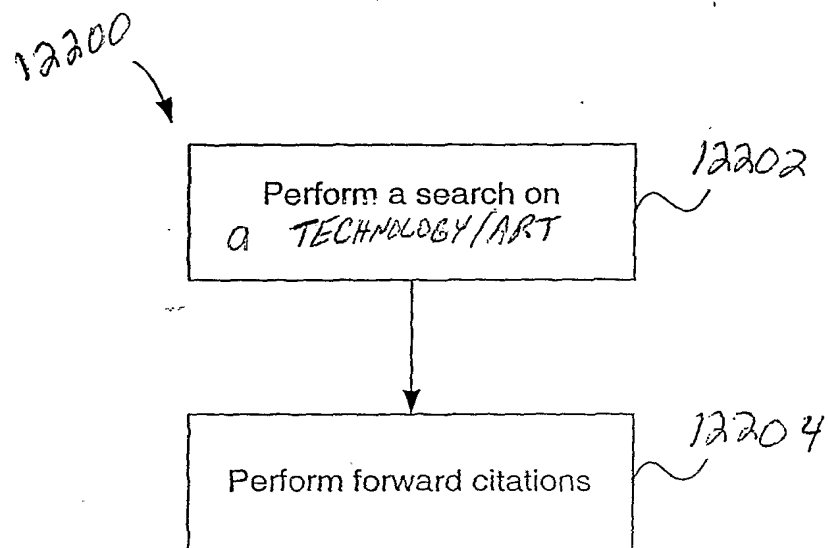 12200
12202
Perform a search on
a TECHNOLOGY/ART
12204
Perform forward citations